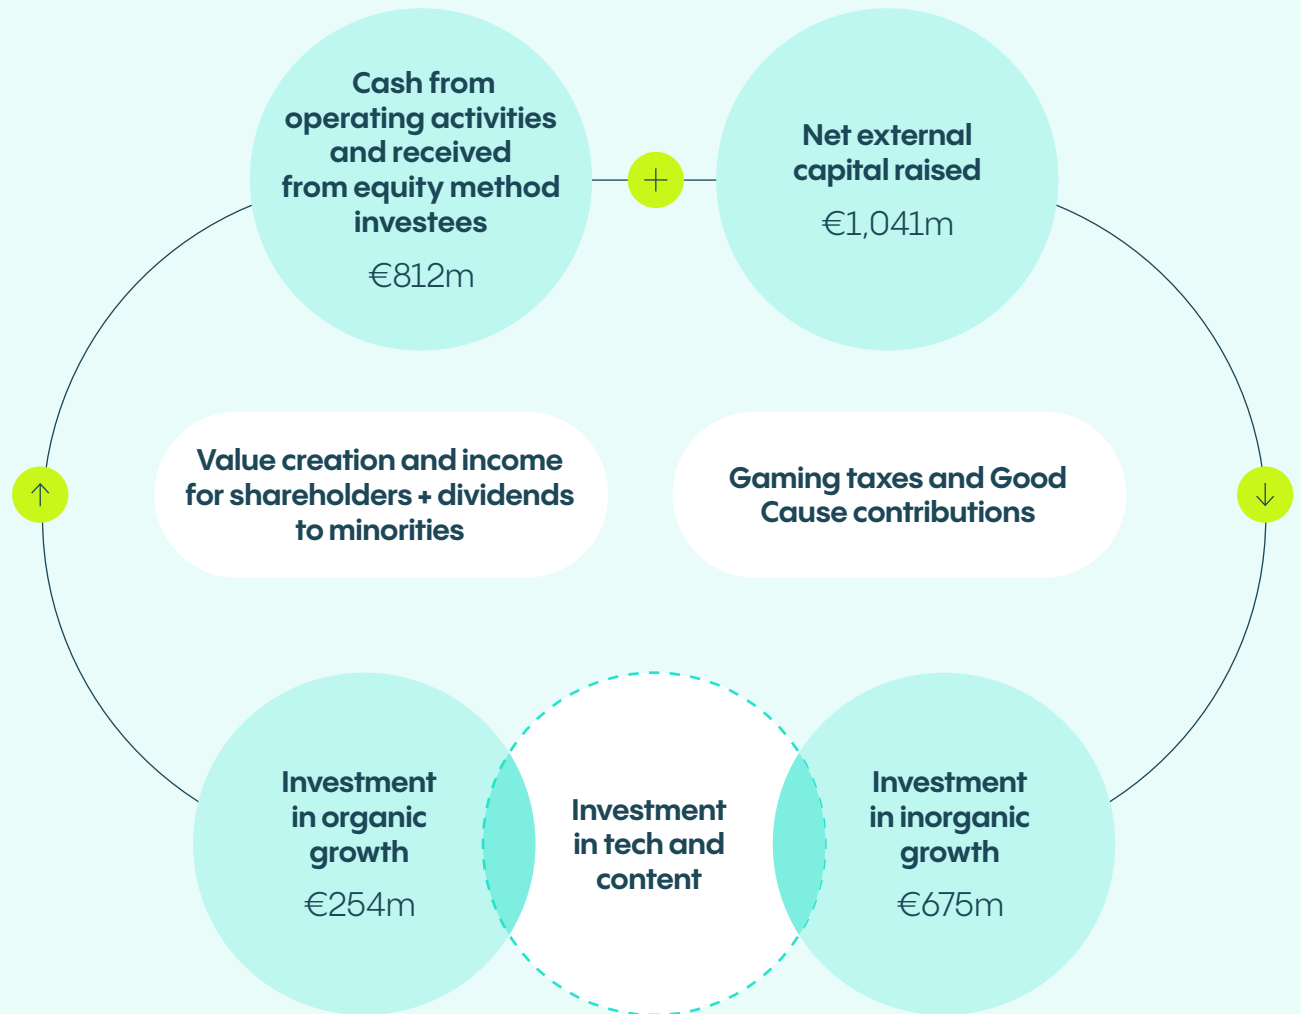 Cash from
operating activities
and received
from equity method
investees
€812m
Net external
capital raised
€1,041m
Value creation and income
for shareholders + dividends
to minorities
Gaming taxes and Good
Cause contributions
Investment
in organic
growth
€254m
Investment
in tech and
content
Investment
in inorganic
growth
€675m